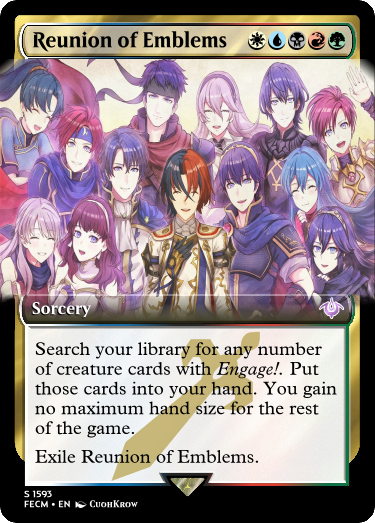 Reunion of Emblems
Sorcery
Search your library for any number
of creature cards with Engage!. Put
those cards into your hand. You gain
no maximum hand size for the rest
of the game.
Exile Reunion of Emblems.
S 1593
FECM • EN CuohKrow